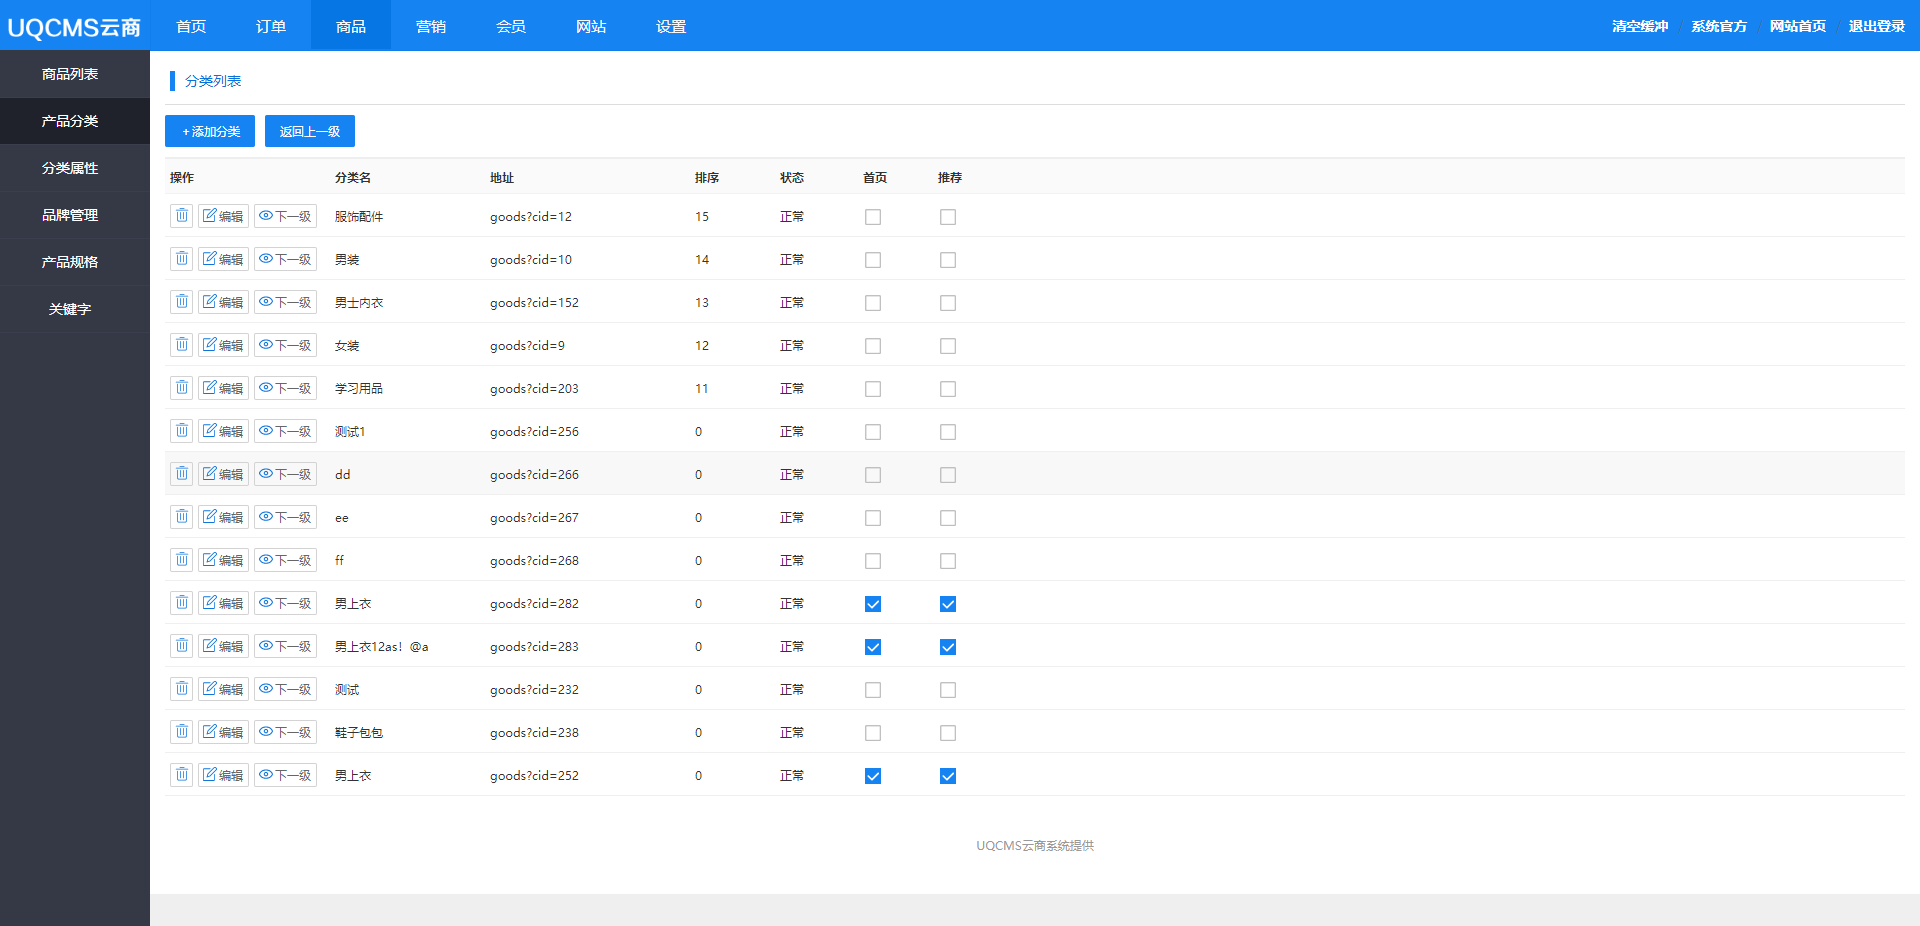 UQCMS云商 首页 订单 商品 营销 会员 网站 设置 清空缓冲 / 系统官方 / 网站首页 / 退出登录
商品列表
产品分类
分类属性
品牌管理
产品规格
关键字
分类列表
+添加分类 返回上一级
操作 分类名 地址 排序 状态 首页 推荐
编辑 下一级 服饰配件 goods?cid=12 15 正常
编辑 下一级 男装 goods?cid=10 14 正常
编辑 下一级 男士内衣 goods?cid=152 13 正常
编辑 下一级 女装 goods?cid=9 12 正常
编辑 下一级 学习用品 goods?cid=203 11 正常
编辑 下一级 测试1 goods?cid=256 0 正常
编辑 下一级 dd goods?cid=266 0 正常
编辑 下一级 ee goods?cid=267 0 正常
编辑 下一级 ff goods?cid=268 0 正常
编辑 下一级 男上衣 goods?cid=282 0 正常
编辑 下一级 男上衣12as！@a goods?cid=283 0 正常
编辑 下一级 测试 goods?cid=232 0 正常
编辑 下一级 鞋子包包 goods?cid=238 0 正常
编辑 下一级 男上衣 goods?cid=252 0 正常
UQCMS云商系统提供